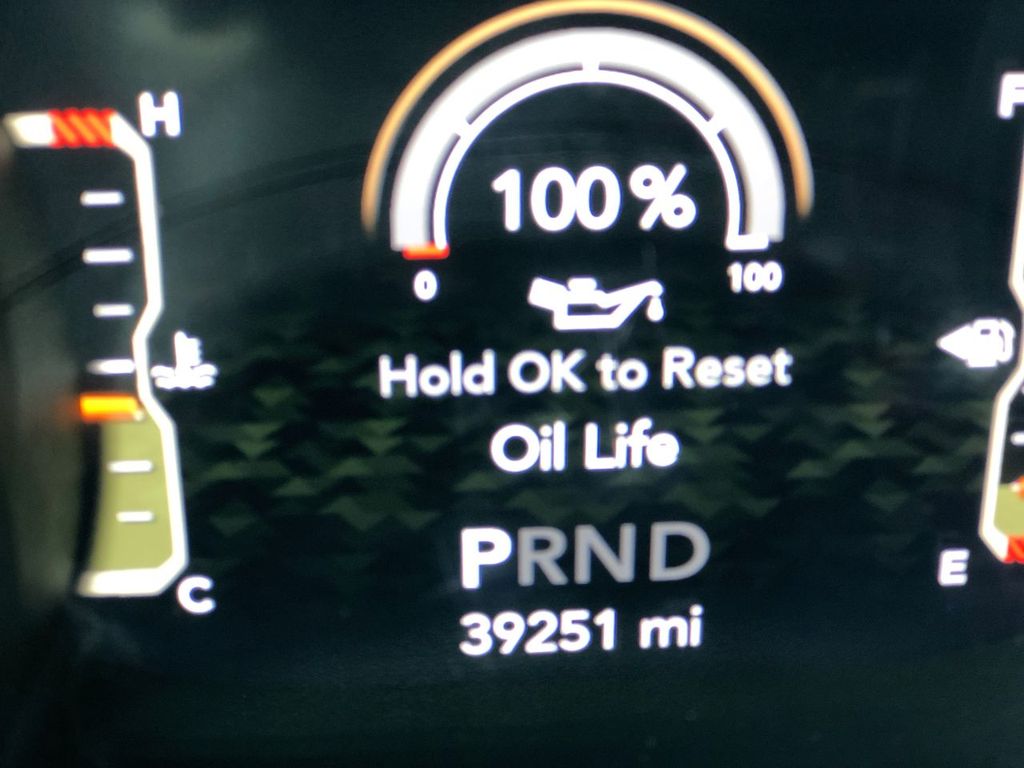 H
F
100%
0
100
Hold OK to Reset
Oil Life
PRND
E
C
39251 mi